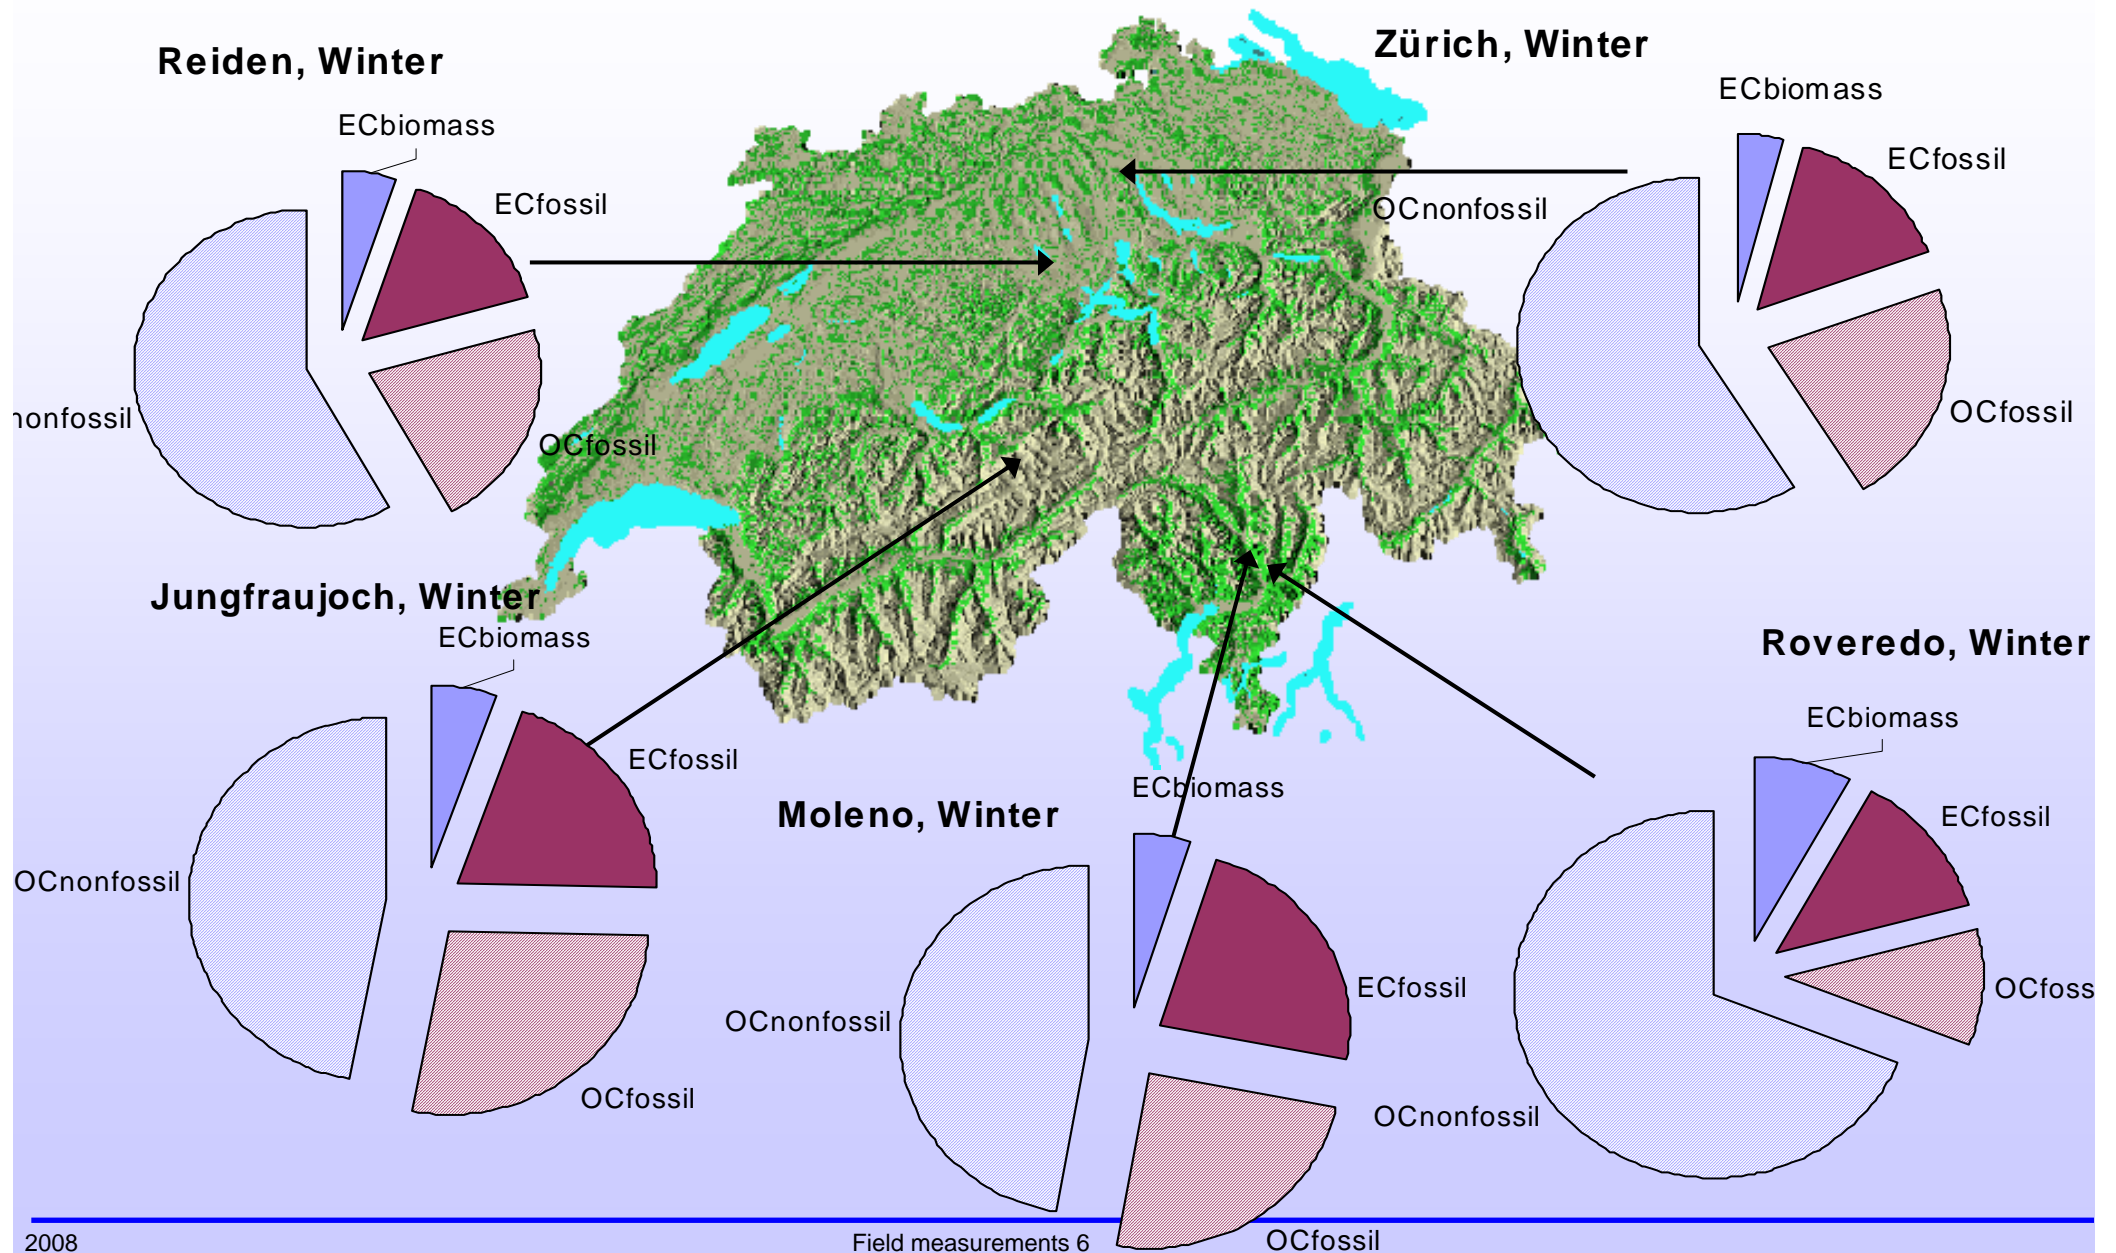 Reiden, Winter
ECbiomass
ECfossil
OCfossil
nonfossil
Zürich, Winter
ECbiomass
ECfossil
OCnonfossil
OCfossil
Jungfraujoch, Winter
ECbiomass
ECfossil
OCnonfossil
OCfossil
Moleno, Winter
ECbiomass
ECfossil
OCnonfossil
OCfossil
Roveredo, Winter
ECbiomass
ECfossil
OCfoss
OCnonfossil
2008
Field measurements 6